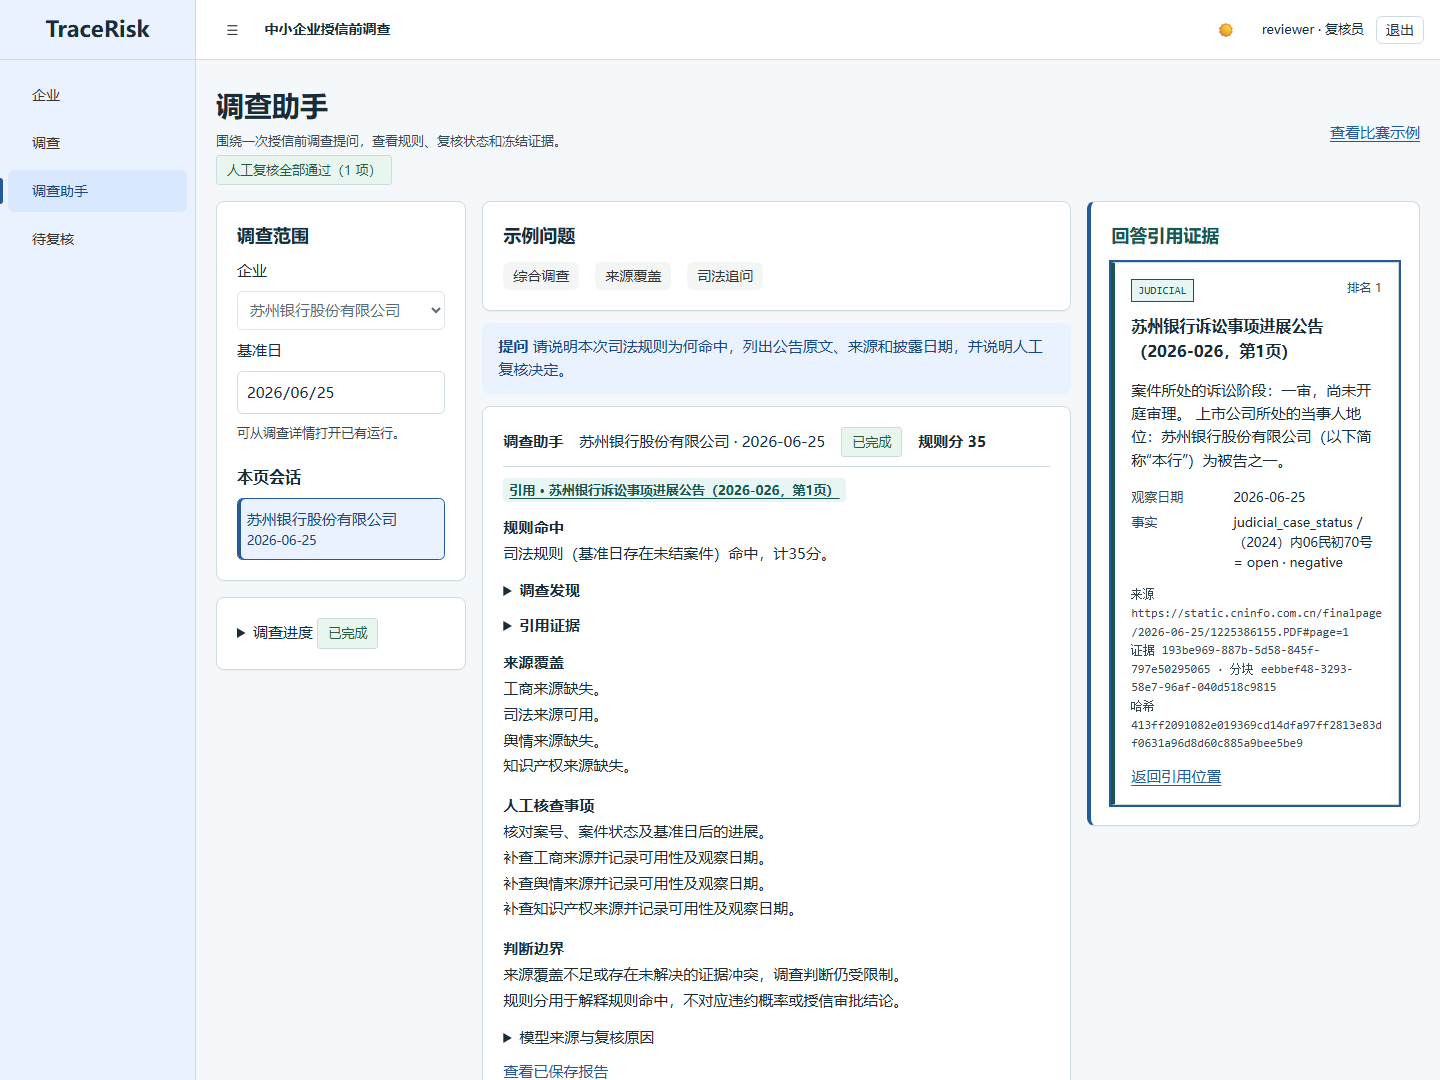 TraceRisk
☰ 中小企业授信前调查
reviewer · 复核员 退出
企业
调查
调查助手
待复核
调查助手
围绕一次授信前调查提问，查看规则、复核状态和冻结证据。
人工复核全部通过（1 项）
查看比赛示例
调查范围
企业
苏州银行股份有限公司
基准日
2026/06/25
可从调查详情打开已有运行。
本页会话
苏州银行股份有限公司
2026-06-25
▶ 调查进度 已完成
示例问题
综合调查 来源覆盖 司法追问
提问 请说明本次司法规则为何命中，列出公告原文、来源和披露日期，并说明人工
复核决定。
调查助手 苏州银行股份有限公司 · 2026-06-25 已完成 规则分 35
引用 • 苏州银行诉讼事项进展公告（2026-026，第1页）
规则命中
司法规则（基准日存在未结案件）命中，计35分。
▶ 调查发现
▶ 引用证据
来源覆盖
工商来源缺失。
司法来源可用。
舆情来源缺失。
知识产权来源缺失。
人工核查事项
核对案号、案件状态及基准日后的进展。
补查工商来源并记录可用性及观察日期。
补查舆情来源并记录可用性及观察日期。
补查知识产权来源并记录可用性及观察日期。
判断边界
来源覆盖不足或存在未解决的证据冲突，调查判断仍受限制。
规则分用于解释规则命中，不对应违约概率或授信审批结论。
▶ 模型来源与复核原因
查看已保存报告
回答引用证据
JUDICIAL 排名 1
苏州银行诉讼事项进展公告
（2026-026，第1页）
案件所处的诉讼阶段：一审，尚未开
庭审理。 上市公司所处的当事人地
位：苏州银行股份有限公司（以下简
称“本行”）为被告之一。
观察日期 2026-06-25
事实 judicial_case_status /
（2024）内06民初70号
= open · negative
来源
https://static.cninfo.com.cn/finalpage
/2026-06-25/1225386155.PDF#page=1
证据 193be969-887b-5d58-845f-
797e50295065 · 分块 eebbef48-3293-
58e7-96af-040d518c9815
哈希
413ff2091082e019369cd14dfa97ff2813e83d
f0631a96d8d60c885a9bee5be9
返回引用位置